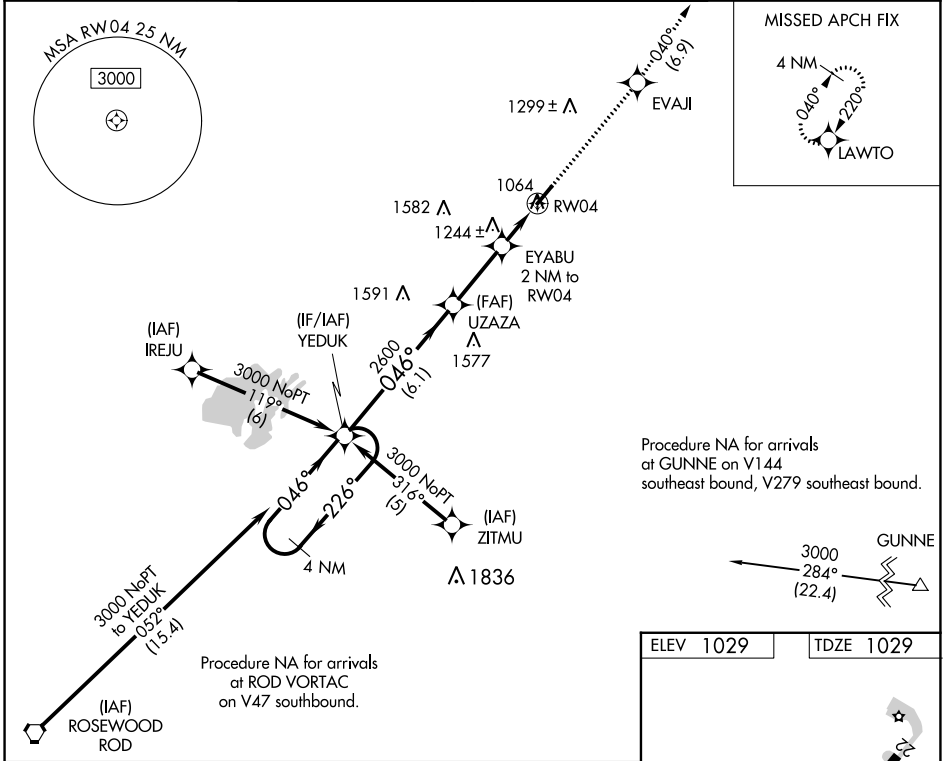 MSA RW04 25 NM
3000
MISSED APCH FIX
4 NM
040°
220°
LAWTO
040°
(6.9)
EVAJI
1299 ±
1064
RW04
1582
1244 ±
EYABU
2 NM to
RW04
1591
(FAF)
UZAZA
1577
(IF/IAF)
YEDUK
(IAF)
IREJU
3000 NoPT
119°
(6)
2600
046°
(6.1)
3000 NoPT
316°
(5)
(IAF)
ZITMU
046°
226°
4 NM
1836
Procedure NA for arrivals
at GUNNE on V144
southeast bound, V279 southeast bound.
GUNNE
3000
284°
(22.4)
3000 NoPT
to YEDUK
052°
(15.4)
Procedure NA for arrivals
at ROD VORTAC
on V47 southbound.
(IAF)
ROSEWOOD
ROD
ELEV 1029
TDZE 1029
22